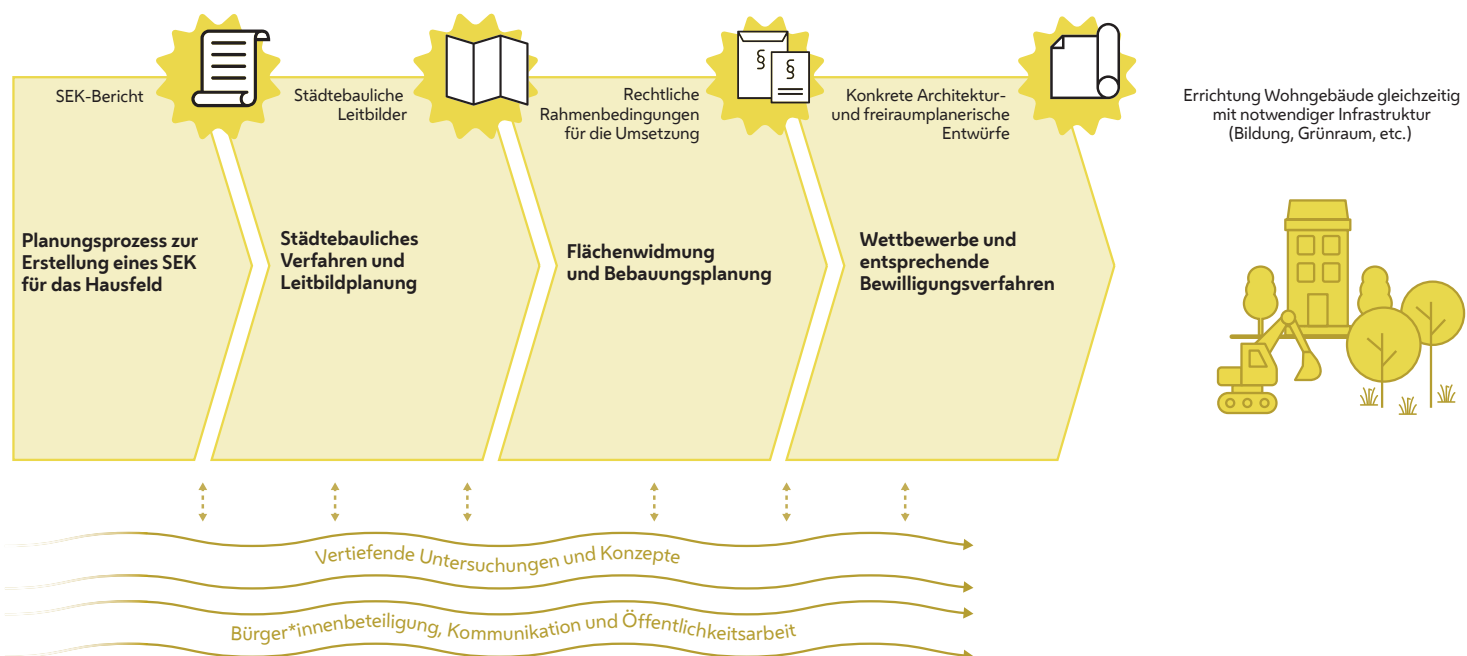 SEK-Bericht
Städtebauliche
Leitbilder
Rechtliche
Rahmenbedingungen
für die Umsetzung
§
§
Konkrete Architektur-
und freiraumplanerische
Entwürfe
Errichtung Wohngebäude gleichzeitig
mit notwendiger Infrastruktur
(Bildung, Grünraum, etc.)
Planungsprozess zur
Erstellung eines SEK
für das Hausfeld
Städtebauliches
Verfahren und
Leitbildplanung
Flächenwidmung
und Bebauungsplanung
Wettbewerbe und
entsprechende
Bewilligungsverfahren
Vertiefende Untersuchungen und Konzepte
Bürger*innenbeteiligung, Kommunikation und Öffentlichkeitsarbeit